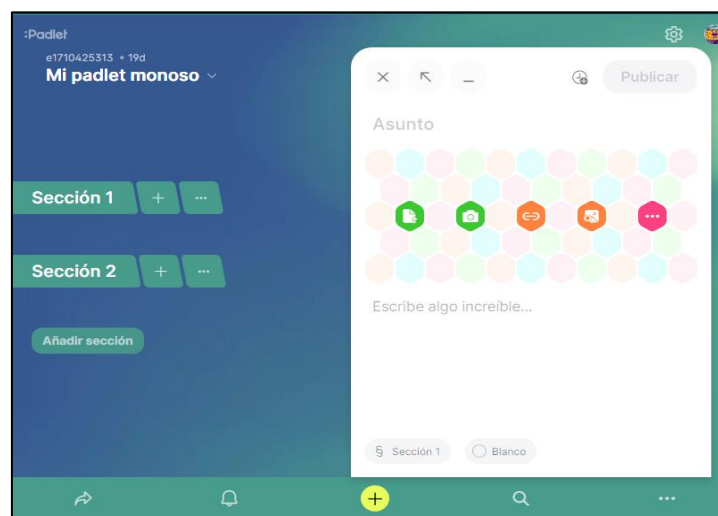 :Padlet
e1710425313 • 19d
Mi padlet monoso
Publicar
Asunto
Sección 1
Sección 2
Añadir sección
Escribe algo increíble...
§ Sección 1
Blanco